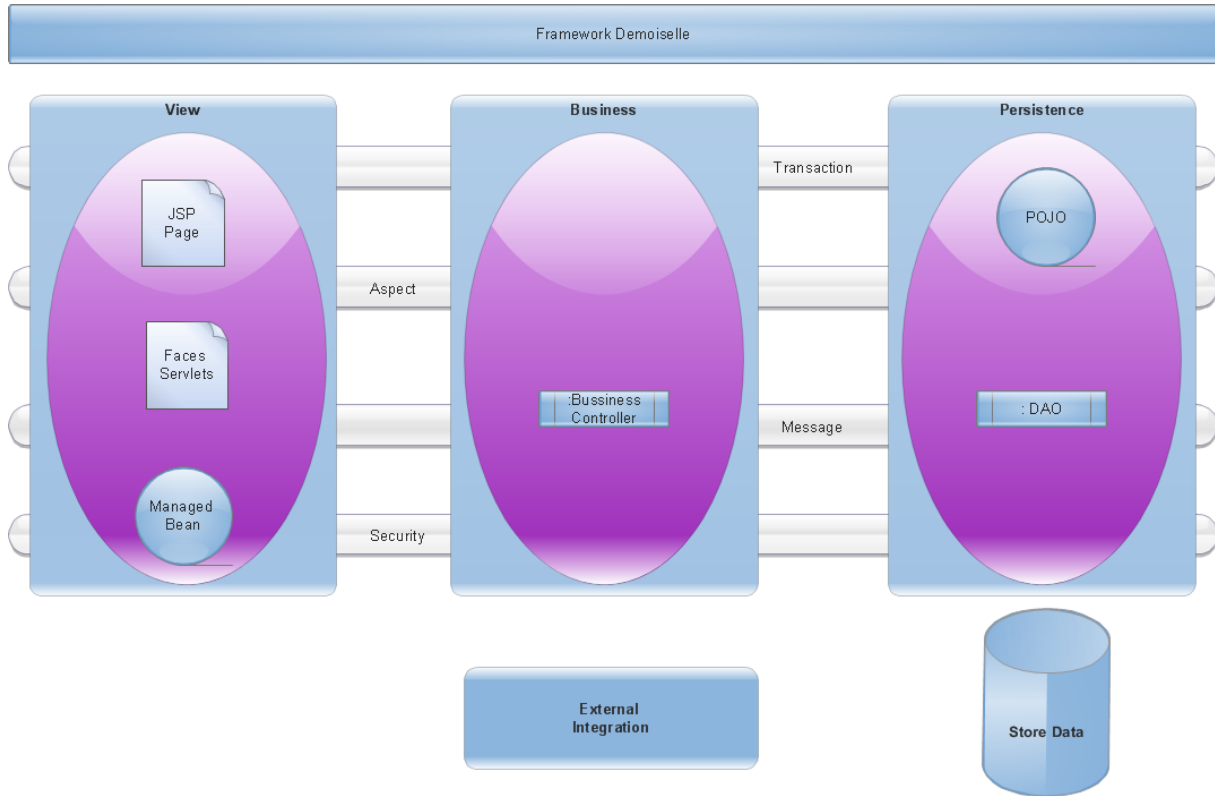 Framework Demoiselle
View
Business
Persistence
Transaction
JSP
Page
POJO
Aspect
Faces
Servlets
:Bussiness
Controller
: DAO
Message
Managed
Bean
Security
External
Integration
Store Data